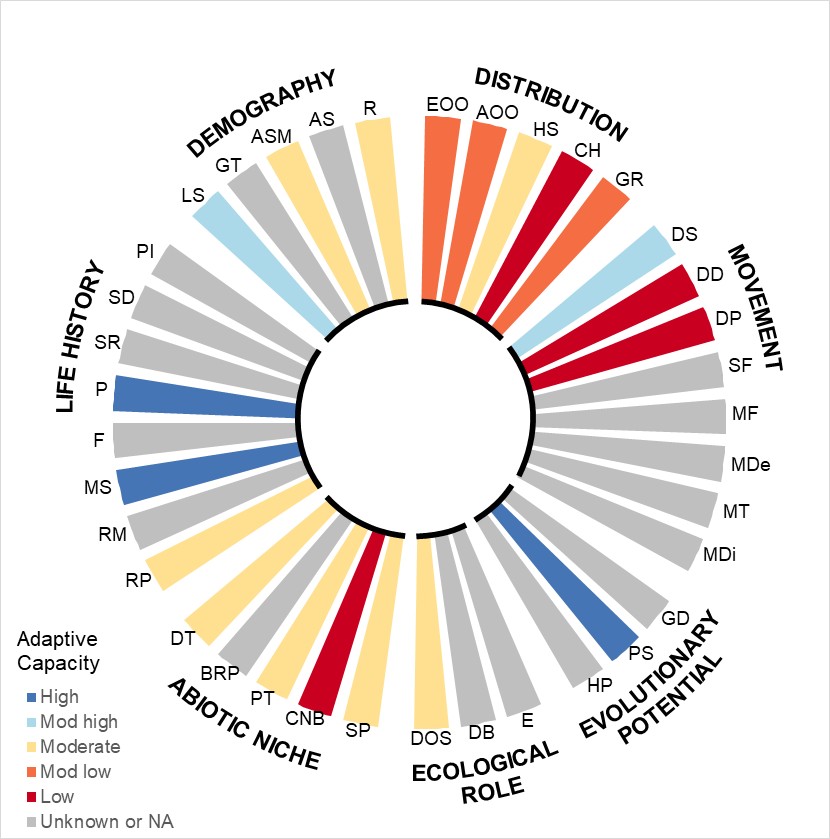 DISTRIBUTION
EOO
AOO
HS
CH
GR
MOVEMENT
DS
DD
DP
SF
MF
MDe
MT
MDi
EVOLUTIONARY
POTENTIAL
GD
PS
HP
ECOLOGICAL
ROLE
E
DB
DOS
ABIOTIC NICHE
SP
CNB
PT
BRP
DT
LIFE HISTORY
RP
RM
MS
F
P
SR
SD
PI
DEMOGRAPHY
LS
GT
ASM
AS
R
Adaptive
Capacity
High
Mod high
Moderate
Mod low
Low
Unknown or NA